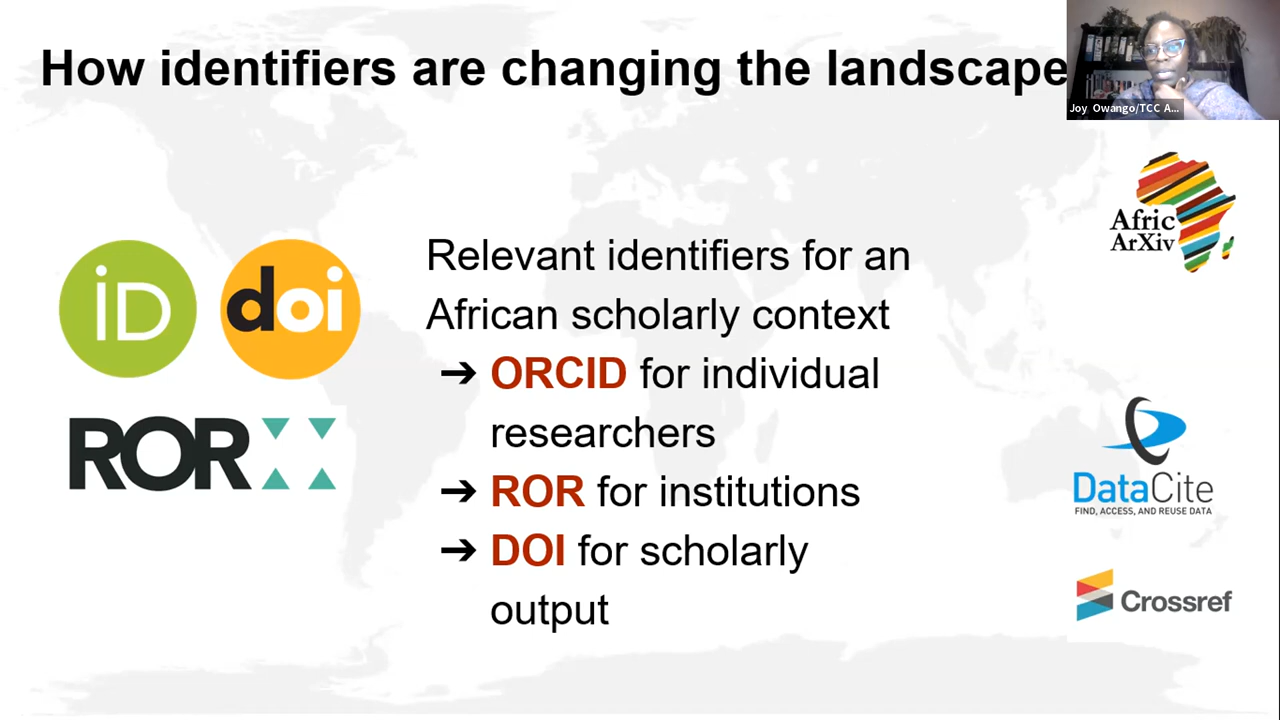 How identifiers are changing the landscape
Joy Owango/TCC A...
Afric
ArXiv
iD
doi
ROR
Relevant identifiers for an
African scholarly context
➔ ORCID for individual
researchers
➔ ROR for institutions
➔ DOI for scholarly
output
DataCite
FIND, ACCESS, AND REUSE DATA
Crossref